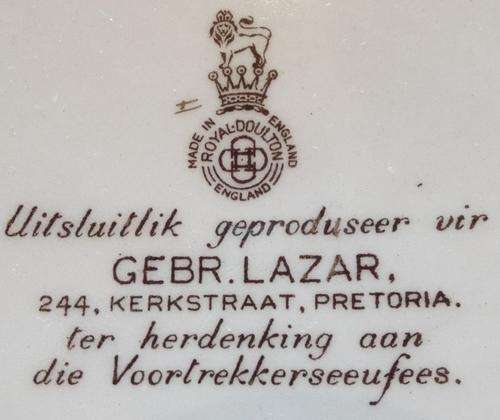 MADE IN ENGLAND
ROYAL-DOULTON
ENGLAND
Uitsluitlik geproduseer vir
GEBR. LAZAR,
244, KERKSTRAAT, PRETORIA.
ter herdenking aan
die Voortrekkerseeufees.